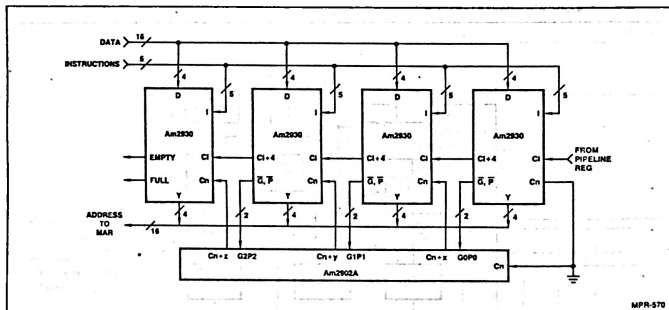 DATA 16
INSTRUCTIONS 5
4 4 4 4
D D D D
5 5 5 5
I I I I
Am2930 Am2930 Am2930 Am2930
FROM
PIPELINE
REG
EMPTY CI CI+4 CI CI+4 CI CI+4 CI
FULL Cn G, P Cn G, P Cn G, P Cn
Y Y Y Y
4 2 4 2 4 2 4
ADDRESS
TO
MAR
16
Cn+z G2P2 Cn+y G1P1 Cn+x G0P0 Cn
Am2902A
MPR-570